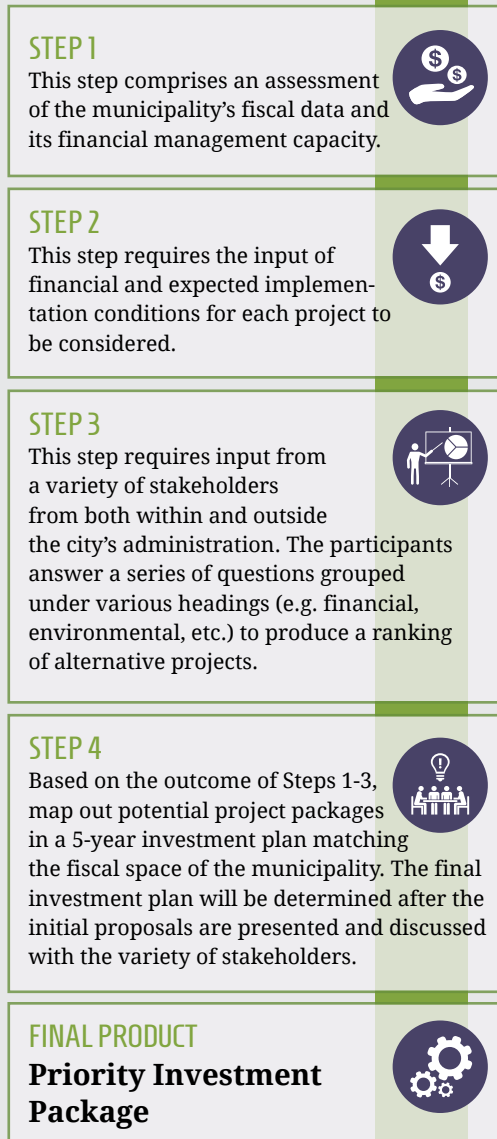 STEP 1
This step comprises an assessment
of the municipality’s fiscal data and
its financial management capacity.
STEP 2
This step requires the input of
financial and expected implemen-
tation conditions for each project to
be considered.
STEP 3
This step requires input from
a variety of stakeholders
from both within and outside
the city’s administration. The participants
answer a series of questions grouped
under various headings (e.g. financial,
environmental, etc.) to produce a ranking
of alternative projects.
STEP 4
Based on the outcome of Steps 1-3,
map out potential project packages
in a 5-year investment plan matching
the fiscal space of the municipality. The final
investment plan will be determined after the
initial proposals are presented and discussed
with the variety of stakeholders.
FINAL PRODUCT
Priority Investment
Package